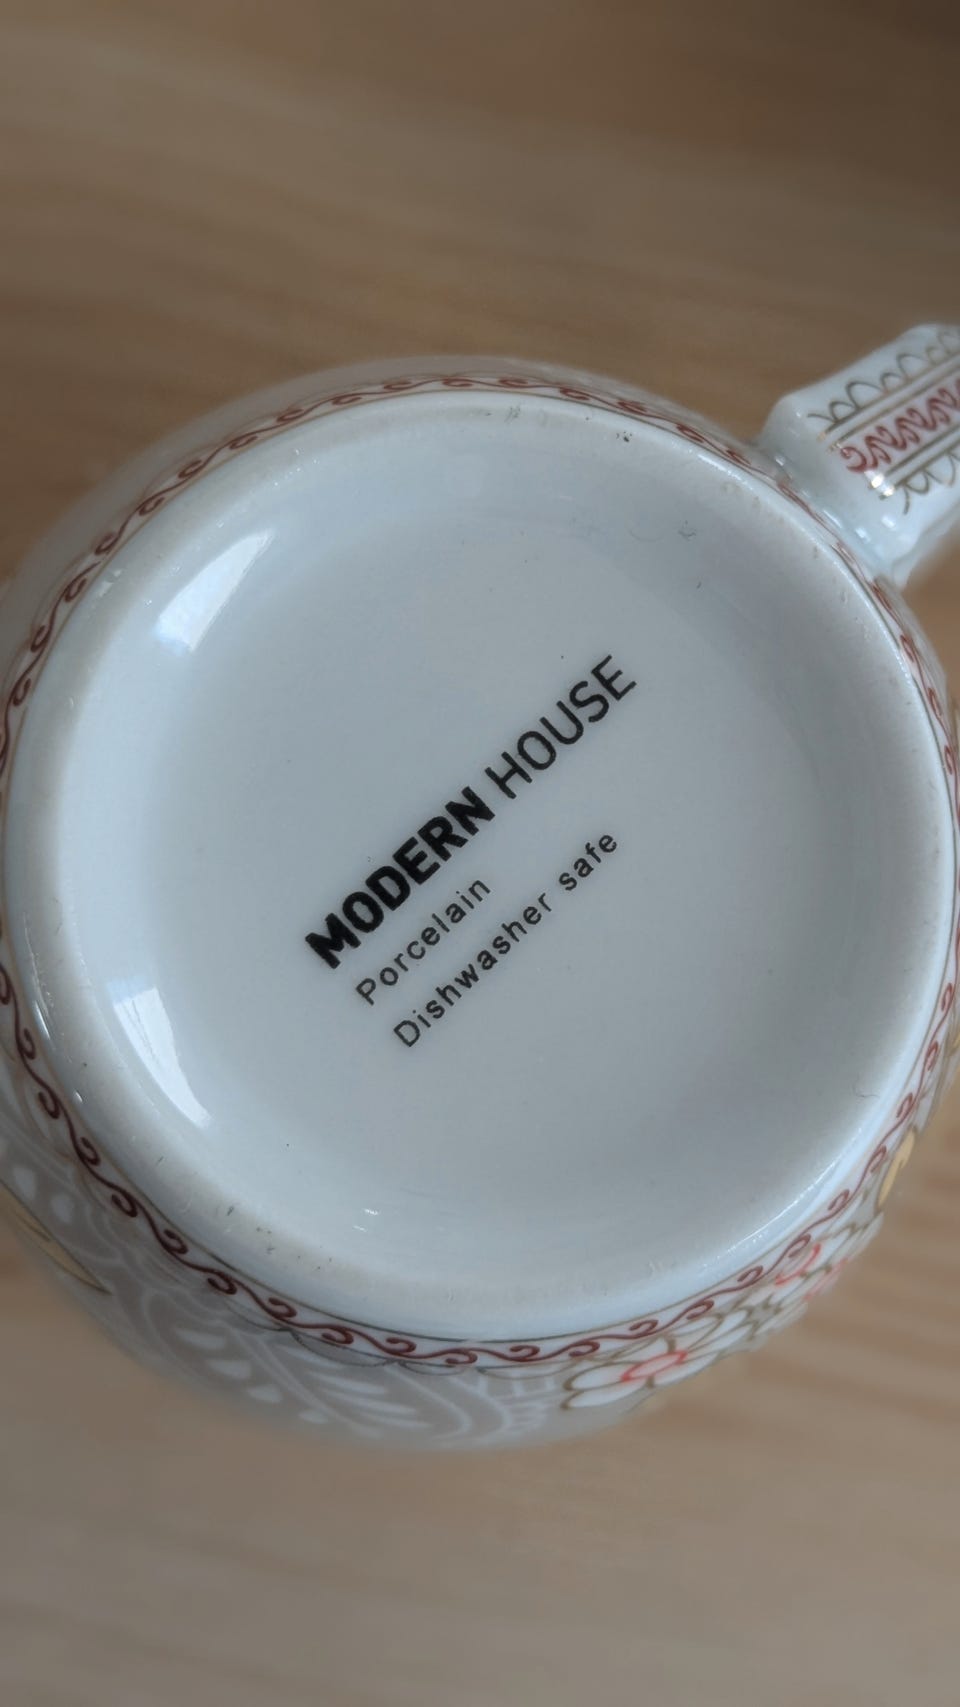 MODERN HOUSE
Porcelain
Dishwasher safe